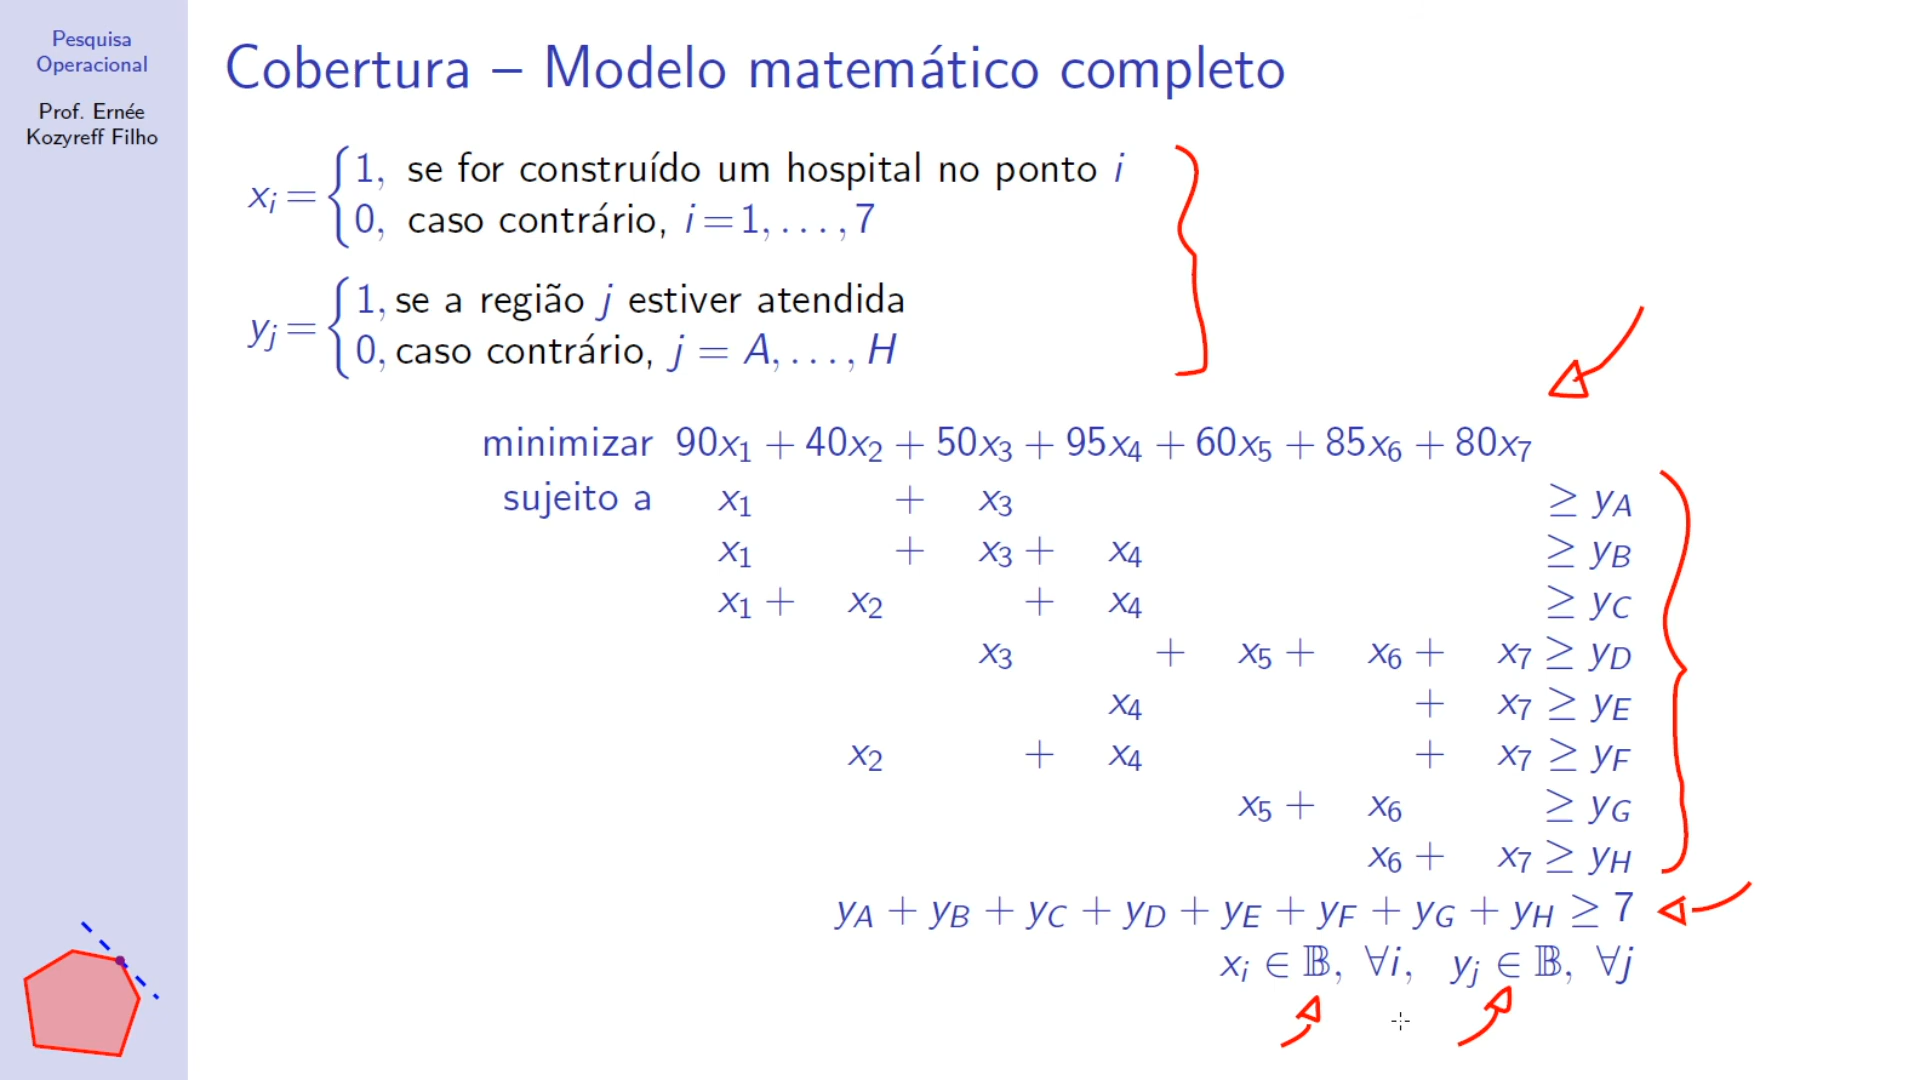 Pesquisa
Operacional
Prof. Ernée
Kozyreff Filho
Cobertura – Modelo matemático completo
xᵢ = {1, se for construído um hospital no ponto i
0, caso contrário, i = 1, . . . , 7
yⱼ = {1, se a região j estiver atendida
0, caso contrário, j = A, . . . , H
minimizar 90x₁ + 40x₂ + 50x₃ + 95x₄ + 60x₅ + 85x₆ + 80x₇
sujeito a x₁ + x₃ ≥ y_A
x₁ + x₃ + x₄ ≥ y_B
x₁ + x₂ + x₄ ≥ y_C
x₃ + x₅ + x₆ + x₇ ≥ y_D
x₄ + x₇ ≥ y_E
x₂ + x₄ + x₇ ≥ y_F
x₅ + x₆ ≥ y_G
x₆ + x₇ ≥ y_H
y_A + y_B + y_C + y_D + y_E + y_F + y_G + y_H ≥ 7
xᵢ ∈ 𝔹, ∀i, yⱼ ∈ 𝔹, ∀j